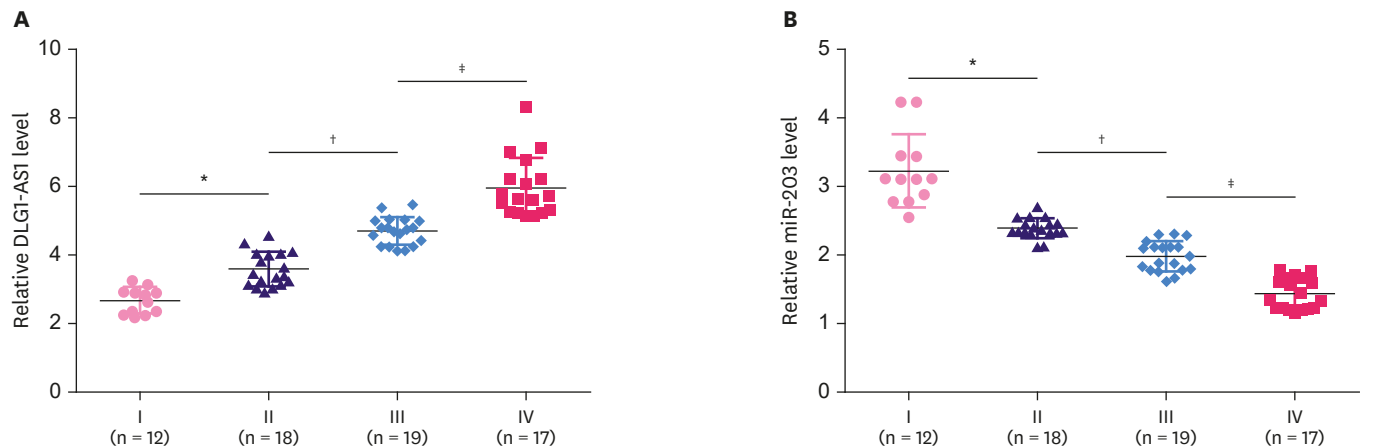 A
Relative DLG1-AS1 level
10
8
6
4
2
0
*
†
‡
I
(n = 12)
II
(n = 18)
III
(n = 19)
IV
(n = 17)
B
Relative miR-203 level
5
4
3
2
1
0
*
†
‡
I
(n = 12)
II
(n = 18)
III
(n = 19)
IV
(n = 17)